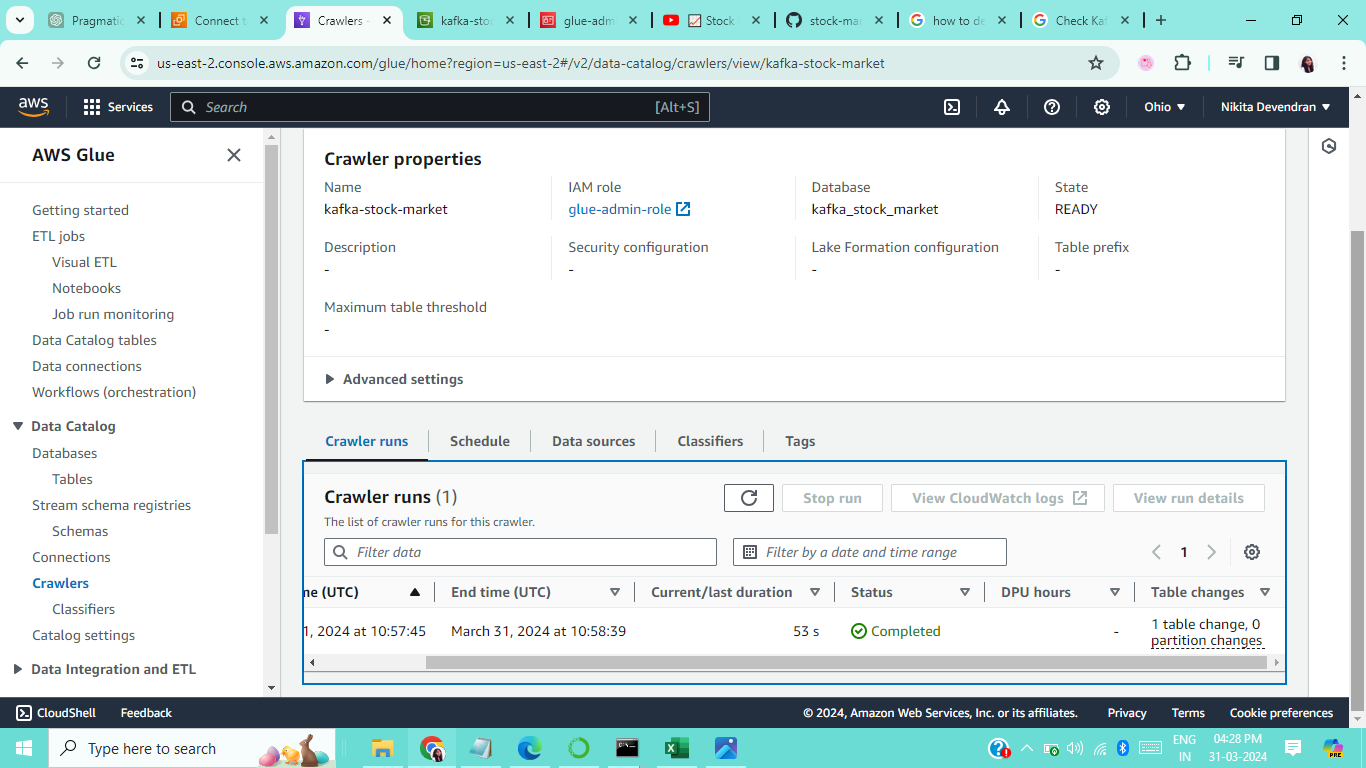 Pragmatic
Connect t
Crawlers -
kafka-stoc
glue-adm
Stock
stock-mar
how to de
Check Kaf
us-east-2.console.aws.amazon.com/glue/home?region=us-east-2#/v2/data-catalog/crawlers/view/kafka-stock-market
aws
Services
Search
[Alt+S]
Ohio
Nikita Devendran
AWS Glue
Getting started
ETL jobs
Visual ETL
Notebooks
Job run monitoring
Data Catalog tables
Data connections
Workflows (orchestration)
Data Catalog
Databases
Tables
Stream schema registries
Schemas
Connections
Crawlers
Classifiers
Catalog settings
Data Integration and ETL
Crawler properties
Name
kafka-stock-market
IAM role
glue-admin-role
Database
kafka_stock_market
State
READY
Description
-
Security configuration
-
Lake Formation configuration
-
Table prefix
-
Maximum table threshold
-
Advanced settings
Crawler runs
Schedule
Data sources
Classifiers
Tags
Crawler runs (1)
The list of crawler runs for this crawler.
Stop run
View CloudWatch logs
View run details
Filter data
Filter by a date and time range
1
ne (UTC)
End time (UTC)
Current/last duration
Status
DPU hours
Table changes
1, 2024 at 10:57:45
March 31, 2024 at 10:58:39
53 s
Completed
-
1 table change, 0
partition changes
CloudShell
Feedback
© 2024, Amazon Web Services, Inc. or its affiliates.
Privacy
Terms
Cookie preferences
Type here to search
ENG
IN
04:28 PM
31-03-2024
PRE